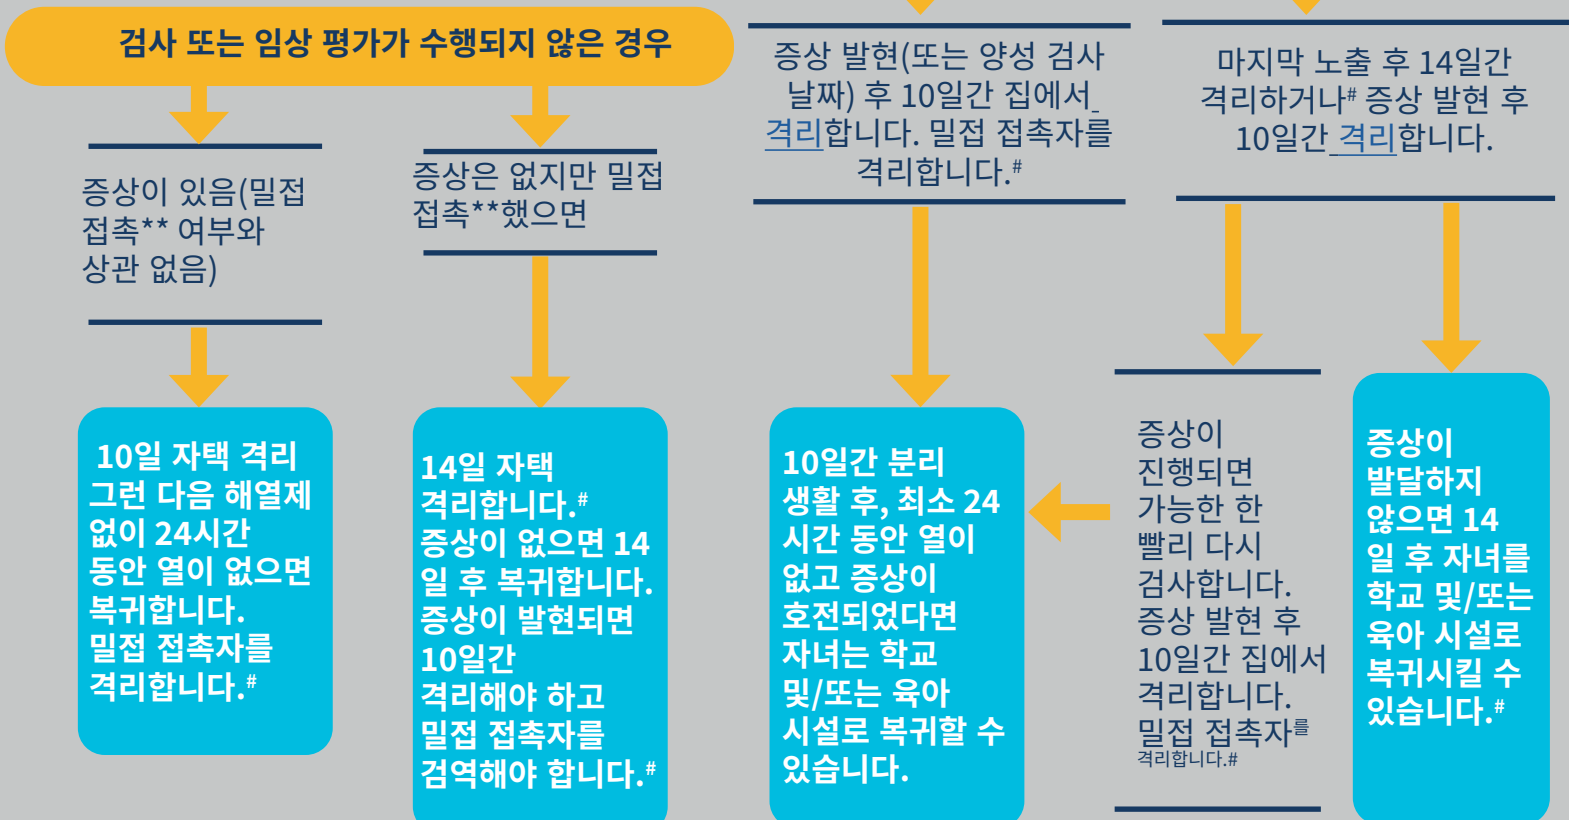 검사 또는 임상 평가가 수행되지 않은 경우
증상이 있음(밀접
접촉** 여부와
상관 없음)
증상은 없지만 밀접
접촉**했으면
증상 발현(또는 양성 검사
날짜) 후 10일간 집에서
격리합니다. 밀접 접촉자를
격리합니다.#
마지막 노출 후 14일간
격리하거나# 증상 발현 후
10일간 격리합니다.
10일 자택 격리
그런 다음 해열제
없이 24시간
동안 열이 없으면
복귀합니다.
밀접 접촉자를
격리합니다.#
14일 자택
격리합니다.#
증상이 없으면 14
일 후 복귀합니다.
증상이 발현되면
10일간
격리해야 하고
밀접 접촉자를
검역해야 합니다.#
10일간 분리
생활 후, 최소 24
시간 동안 열이
없고 증상이
호전되었다면
자녀는 학교
및/또는 육아
시설로 복귀할 수
있습니다.
증상이
진행되면
가능한 한
빨리 다시
검사합니다.
증상 발현 후
10일간 집에서
격리합니다.
밀접 접촉자를
격리합니다.#
증상이
발달하지
않으면 14
일 후 자녀를
학교 및/또는
육아 시설로
복귀시킬 수
있습니다.#